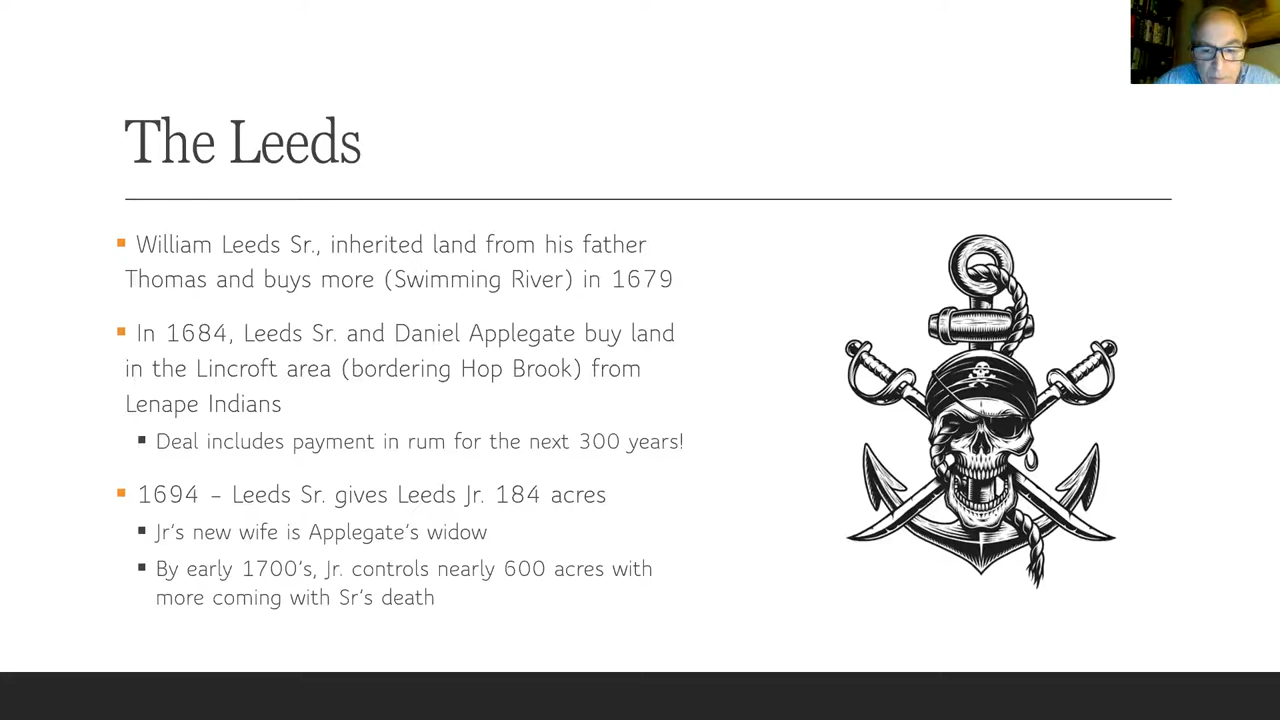 The Leeds
▪ William Leeds Sr., inherited land from his father
Thomas and buys more (Swimming River) in 1679
▪ In 1684, Leeds Sr. and Daniel Applegate buy land
in the Lincroft area (bordering Hop Brook) from
Lenape Indians
▪ Deal includes payment in rum for the next 300 years!
▪ 1694 – Leeds Sr. gives Leeds Jr. 184 acres
▪ Jr's new wife is Applegate's widow
▪ By early 1700's, Jr. controls nearly 600 acres with
more coming with Sr's death